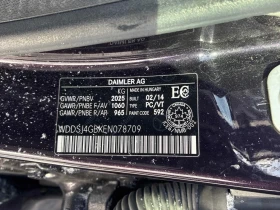 DAIMLER AG
KG
MADE IN HUNGARY
GVWR/PNBV 2025
BUILT 02/14
EC
GAWR/PNBE F/AV 1060
TYPE PC/VT
GAWR/PNBE R/AR 965
PAINT 592
WDDSJ4GBXEN078709